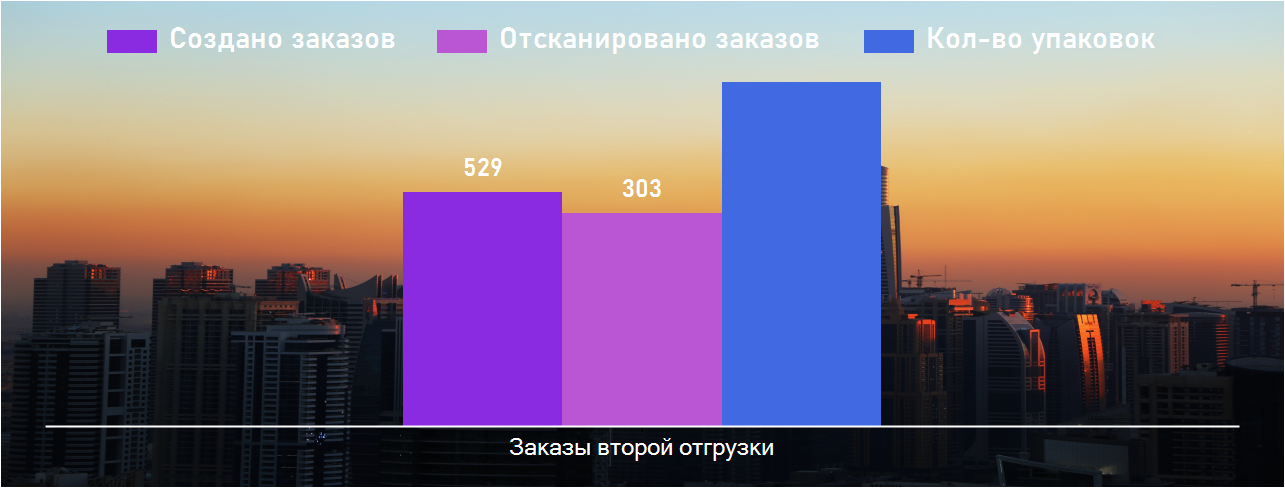 Создано заказов Отсканировано заказов Кол-во упаковок
529
303
Заказы второй отгрузки